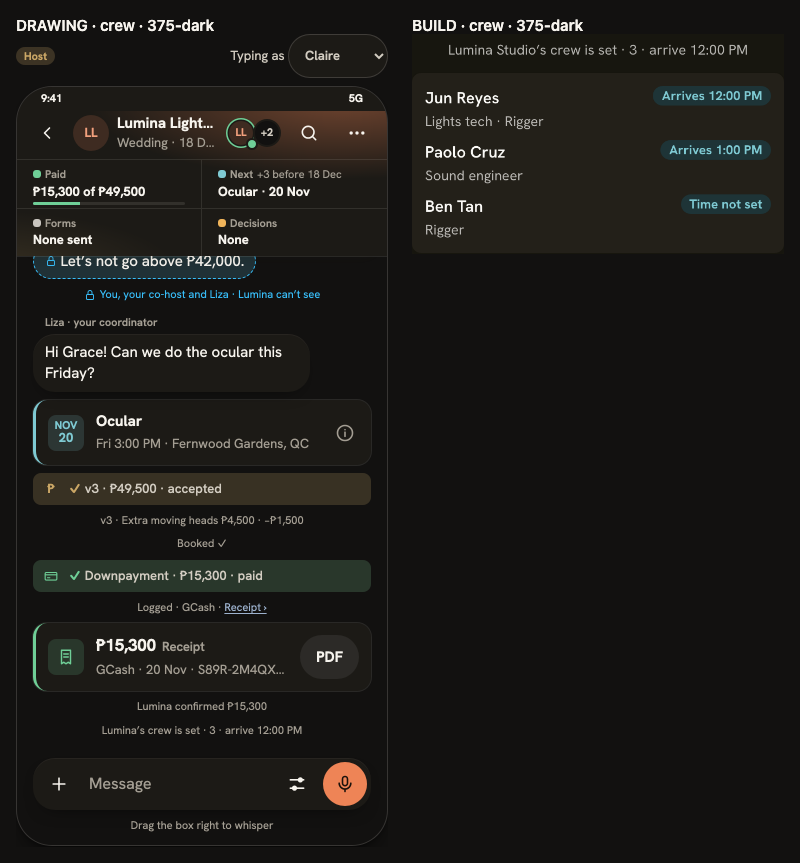 DRAWING · crew · 375-dark
Host
Typing as
Claire
9:41
5G
LL
Lumina Light…
Wedding · 18 D…
LL
+2
Paid
₱15,300 of ₱49,500
Next +3 before 18 Dec
Ocular · 20 Nov
Forms
None sent
Decisions
None
Let’s not go above ₱42,000.
You, your co-host and Liza · Lumina can’t see
Liza · your coordinator
Hi Grace! Can we do the ocular this
Friday?
NOV
20
Ocular
Fri 3:00 PM · Fernwood Gardens, QC
₱ ✓ v3 · ₱49,500 · accepted
v3 · Extra moving heads ₱4,500 · −₱1,500
Booked ✓
✓ Downpayment · ₱15,300 · paid
Logged · GCash · Receipt ›
₱15,300 Receipt
GCash · 20 Nov · S89R-2M4QX…
PDF
Lumina confirmed ₱15,300
Lumina’s crew is set · 3 · arrive 12:00 PM
Message
Drag the box right to whisper
BUILD · crew · 375-dark
Lumina Studio’s crew is set · 3 · arrive 12:00 PM
Jun Reyes
Arrives 12:00 PM
Lights tech · Rigger
Paolo Cruz
Arrives 1:00 PM
Sound engineer
Ben Tan
Time not set
Rigger